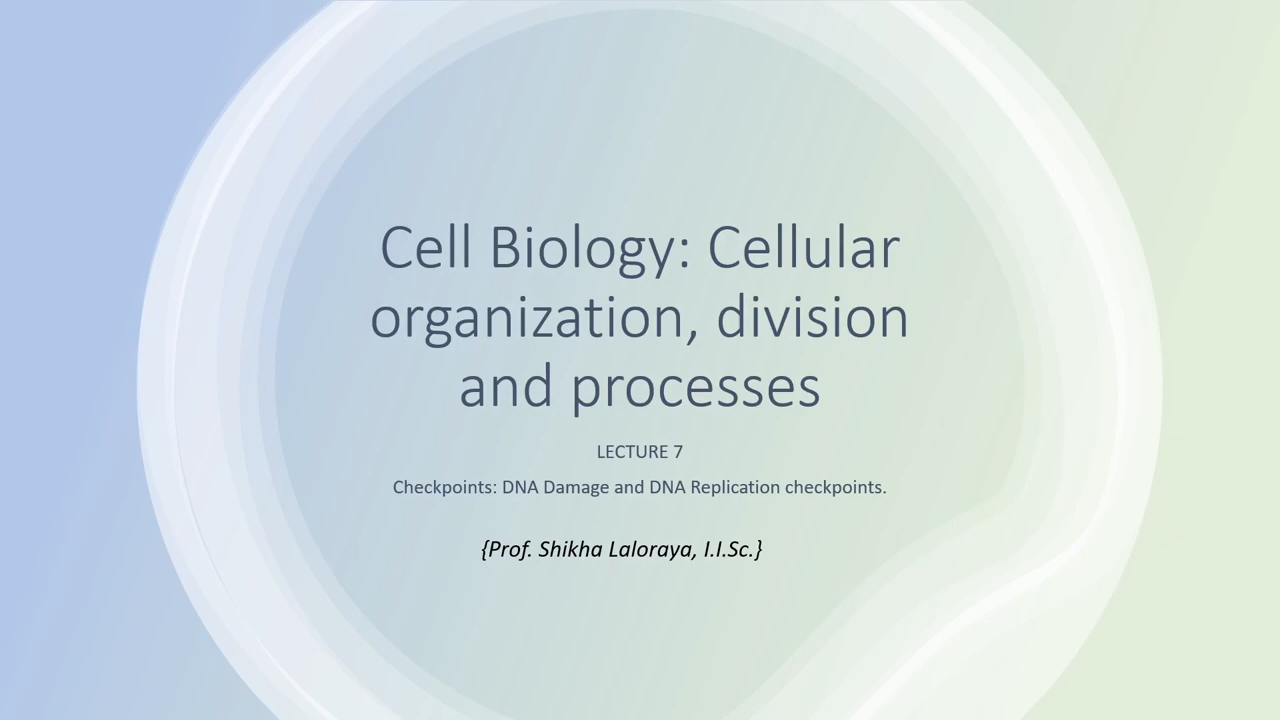 Cell Biology: Cellular
organization, division
and processes
LECTURE 7
Checkpoints: DNA Damage and DNA Replication checkpoints.
{Prof. Shikha Laloraya, I.I.Sc.}